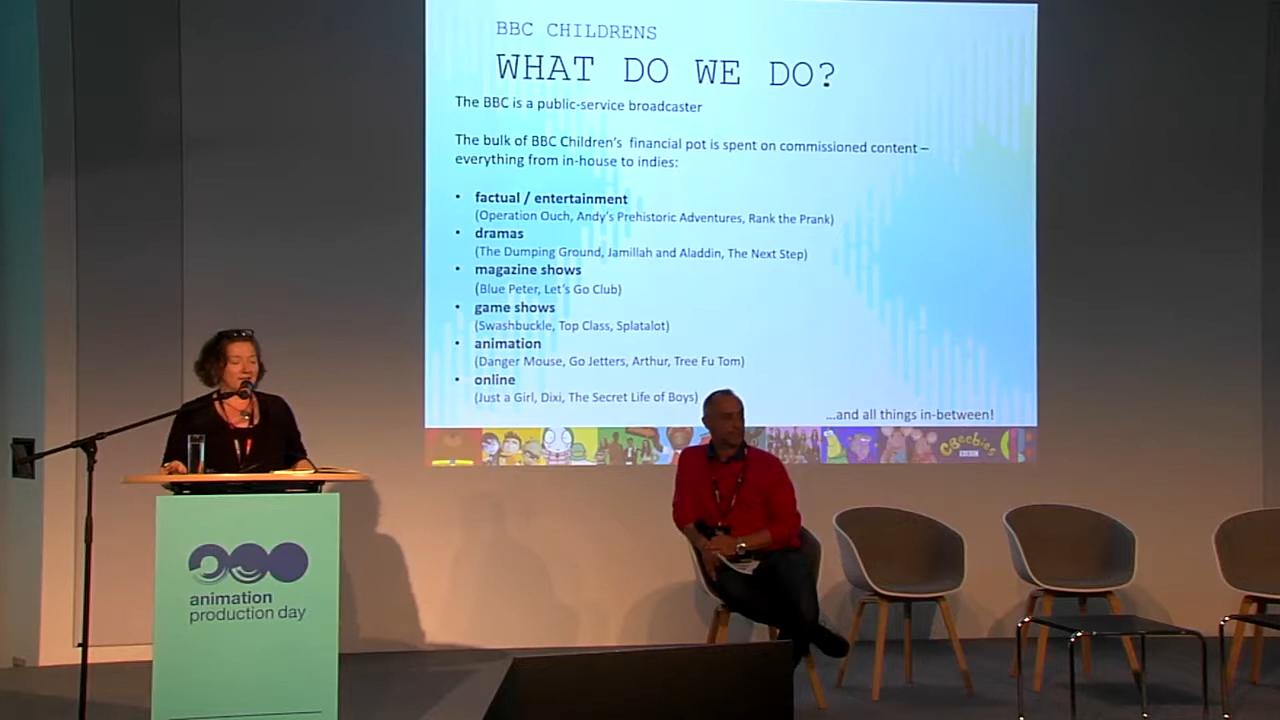 BBC CHILDRENS
WHAT DO WE DO?
The BBC is a public-service broadcaster
The bulk of BBC Children's financial pot is spent on commissioned content –
everything from in-house to indies:
• factual / entertainment
(Operation Ouch, Andy's Prehistoric Adventures, Rank the Prank)
• dramas
(The Dumping Ground, Jamillah and Aladdin, The Next Step)
• magazine shows
(Blue Peter, Let's Go Club)
• game shows
(Swashbuckle, Top Class, Splatalot)
• animation
(Danger Mouse, Go Jetters, Arthur, Tree Fu Tom)
• online
(Just a Girl, Dixi, The Secret Life of Boys)
...and all things in-between!
CBeebies
BBC
animation
production day